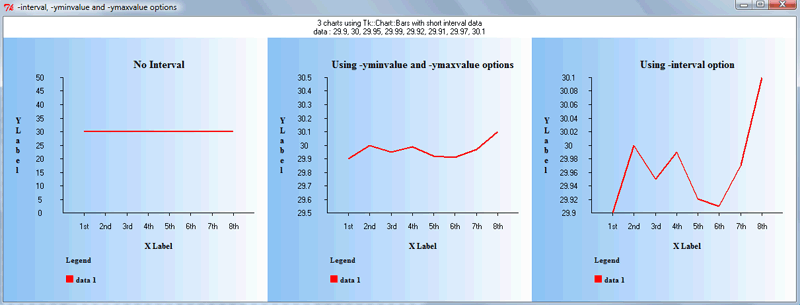 -interval, -yminvalue and -ymaxvalue options
3 charts using Tk::Chart::Bars with short interval data
data : 29.9, 30, 29.95, 29.99, 29.92, 29.91, 29.97, 30.1
No Interval
Y Label
50
45
40
35
30
25
20
15
10
5
0
1st 2nd 3rd 4th 5th 6th 7th 8th
X Label
Legend
data 1
Using -yminvalue and -ymaxvalue options
Y Label
30.5
30.4
30.3
30.2
30.1
30
29.9
29.8
29.7
29.6
29.5
1st 2nd 3rd 4th 5th 6th 7th 8th
X Label
Legend
data 1
Using -interval option
Y Label
30.1
30.08
30.06
30.04
30.02
30
29.98
29.96
29.94
29.92
29.9
1st 2nd 3rd 4th 5th 6th 7th 8th
X Label
Legend
data 1